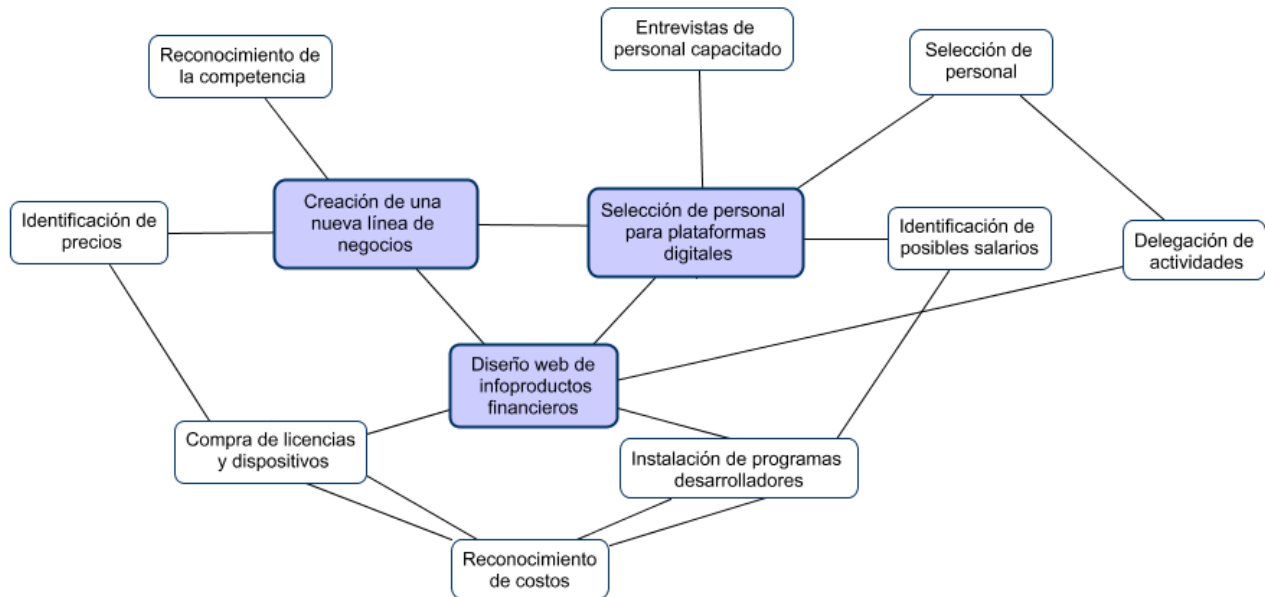 Reconocimiento de
la competencia
Entrevistas de
personal capacitado
Selección de
personal
Creación de una
nueva línea de
negocios
Selección de personal
para plataformas
digitales
Identificación de
precios
Identificación de
posibles salarios
Delegación de
actividades
Diseño web de
infoproductos
financieros
Compra de licencias
y dispositivos
Instalación de programas
desarrolladores
Reconocimiento
de costos